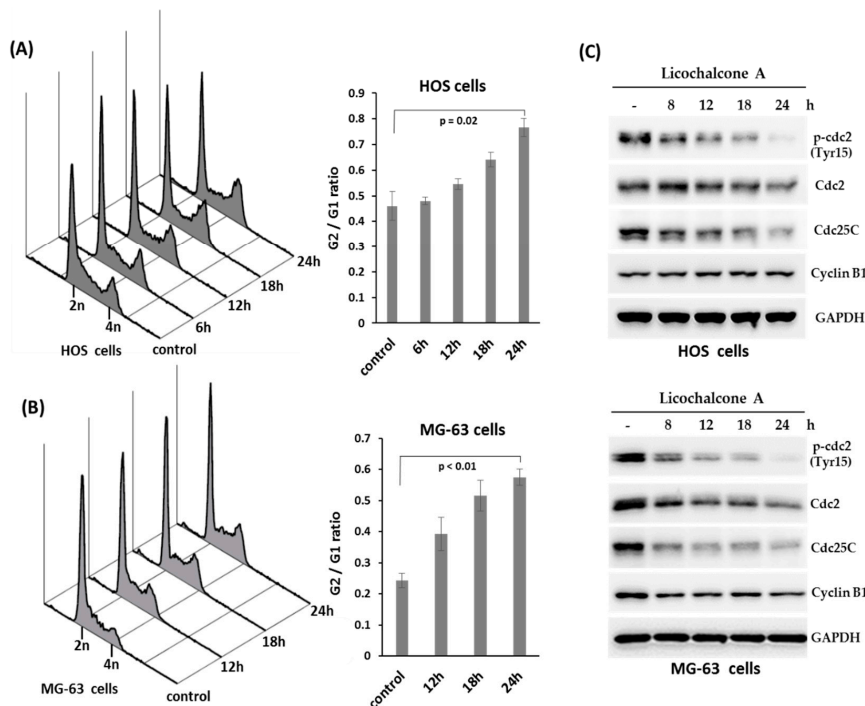 (A)
24h
18h
12h
6h
control
2n
4n
HOS cells
HOS cells
G2 / G1 ratio
0.9
0.8
0.7
0.6
0.5
0.4
0.3
0.2
0.1
0
p = 0.02
control
6h
12h
18h
24h
(B)
24h
18h
12h
control
2n
4n
MG-63 cells
MG-63 cells
G2 / G1 ratio
0.7
0.6
0.5
0.4
0.3
0.2
0.1
0
p < 0.01
control
12h
18h
24h
(C)
Licochalcone A
- 8 12 18 24 h
p-cdc2
(Tyr15)
Cdc2
Cdc25C
Cyclin B1
GAPDH
HOS cells
Licochalcone A
- 8 12 18 24 h
p-cdc2
(Tyr15)
Cdc2
Cdc25C
Cyclin B1
GAPDH
MG-63 cells